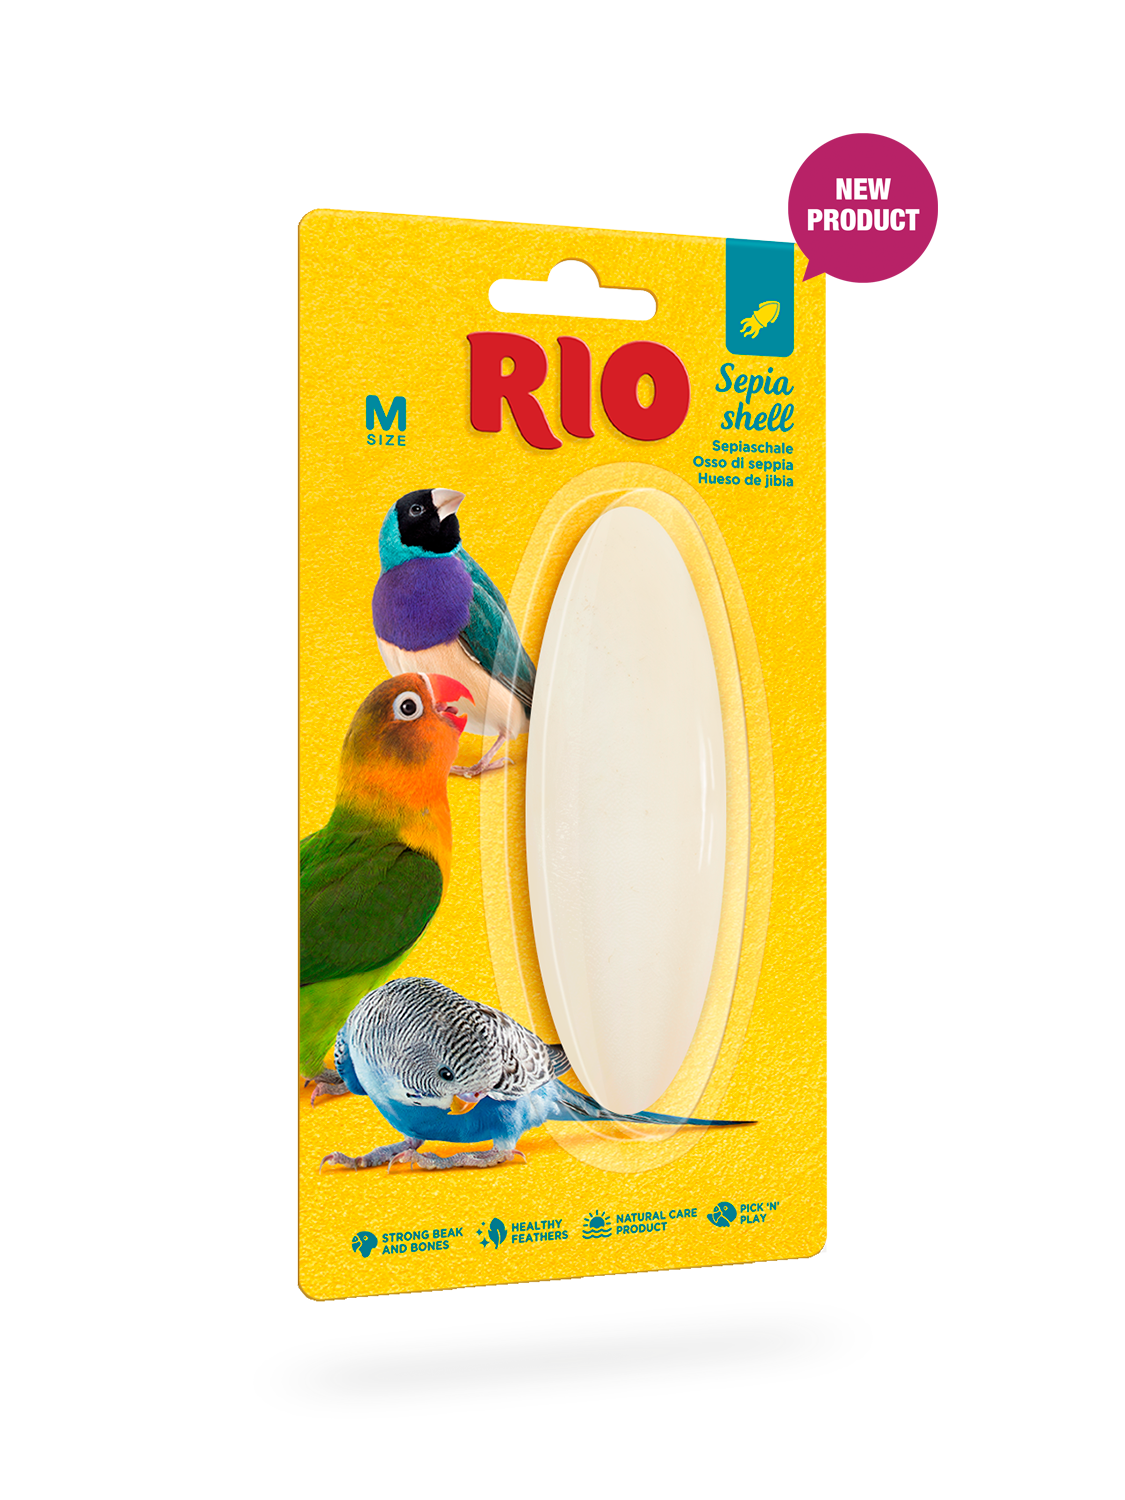 NEW
PRODUCT
RIO
M
SIZE
Sepia
shell
Sepiaschale
Osso di seppia
Hueso de jibia
STRONG BEAK
AND BONES
HEALTHY
FEATHERS
NATURAL CARE
PRODUCT
PICK 'N'
PLAY